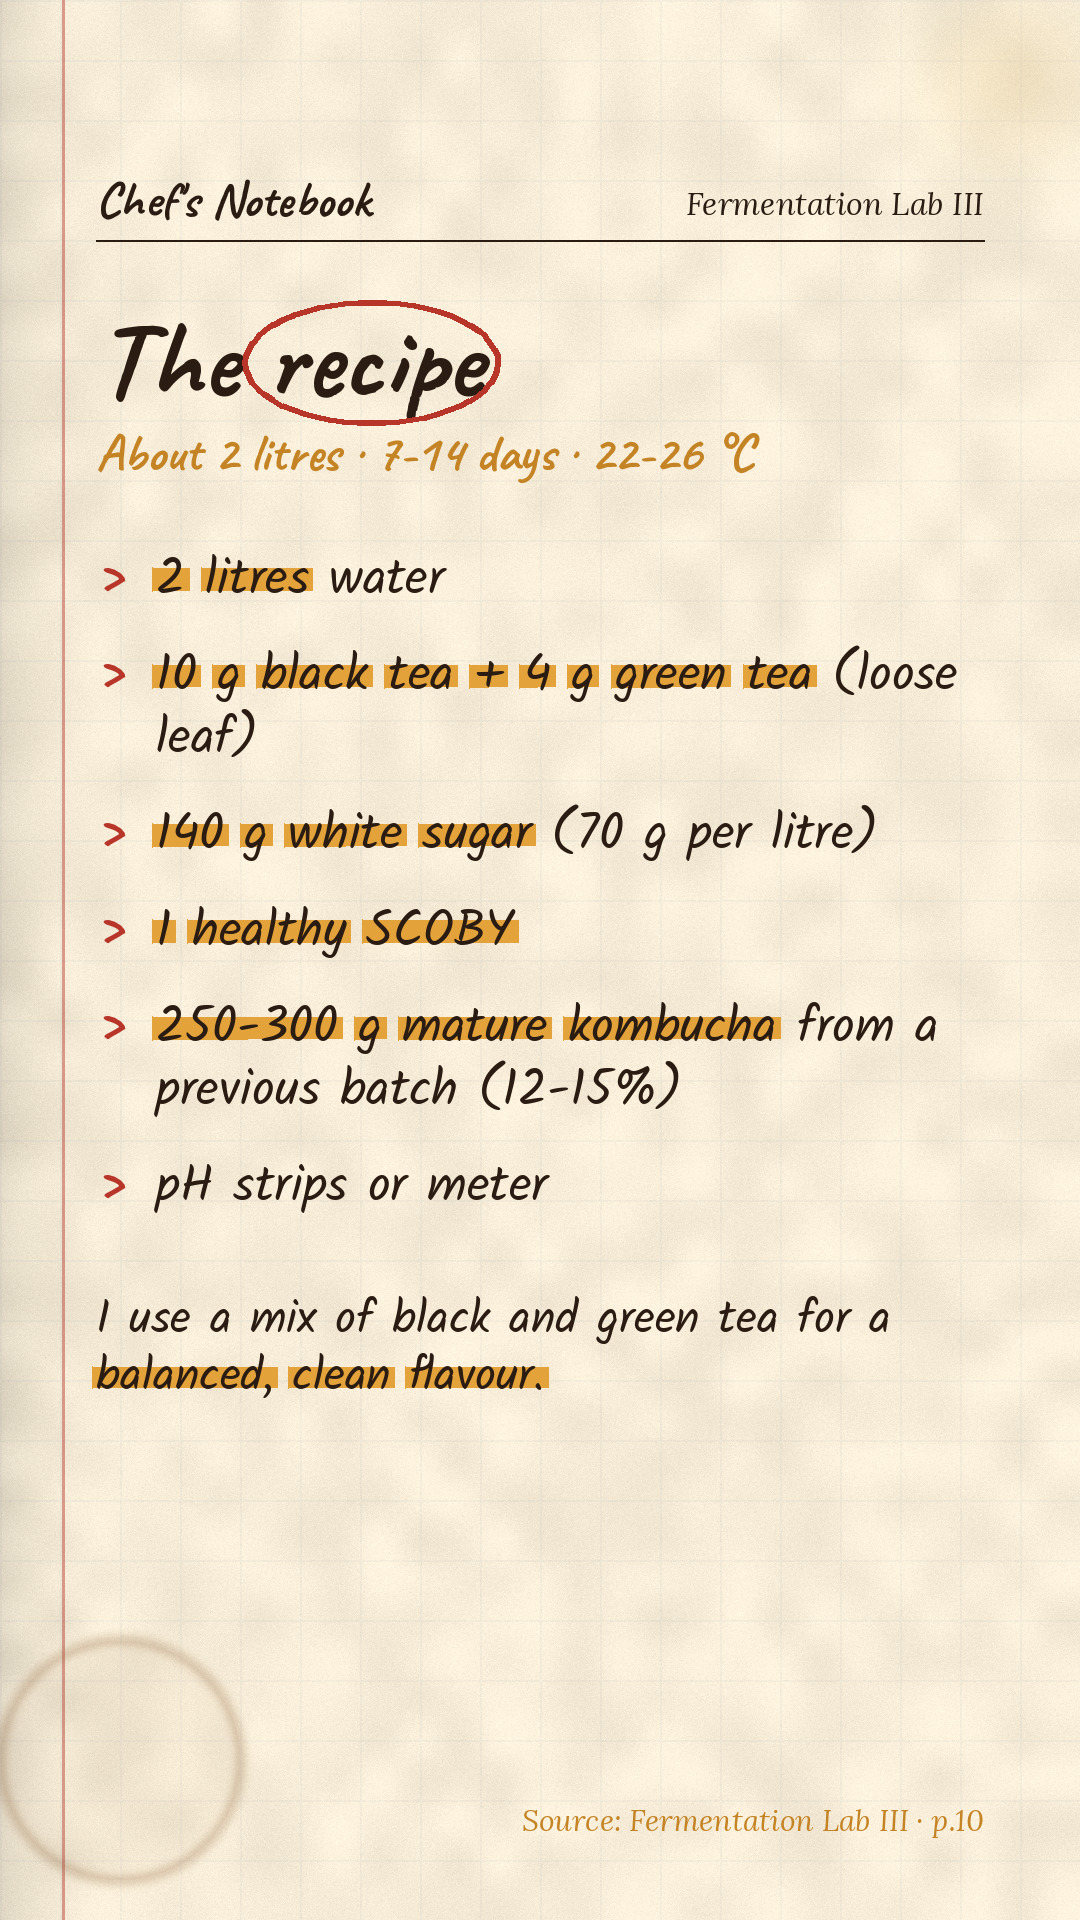 Chef's Notebook
Fermentation Lab III
The recipe
About 2 litres · 7-14 days · 22-26 °C
> 2 litres water
> 10 g black tea + 4 g green tea (loose
leaf)
> 140 g white sugar (70 g per litre)
> 1 healthy SCOBY
> 250-300 g mature kombucha from a
previous batch (12-15%)
> pH strips or meter
I use a mix of black and green tea for a
balanced, clean flavour.
Source: Fermentation Lab III · p.10